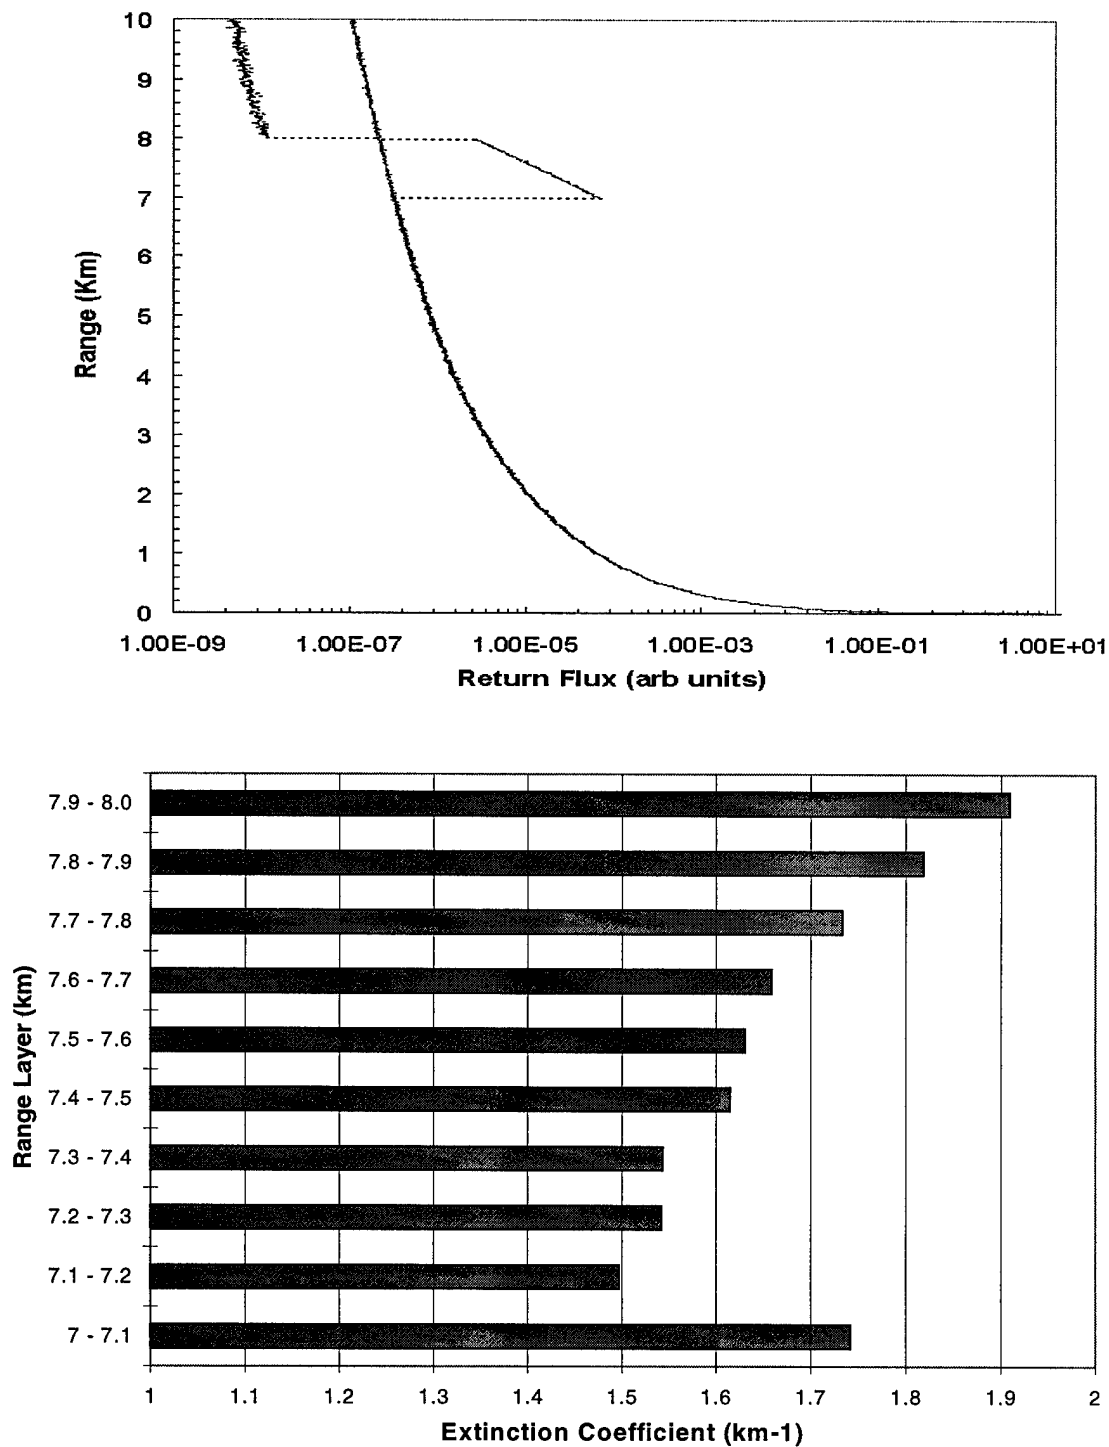 10
9
8
7
6
5
4
3
2
1
0
Range (Km)
1.00E-09 1.00E-07 1.00E-05 1.00E-03 1.00E-01 1.00E+01
Return Flux (arb units)
7.9 - 8.0
7.8 - 7.9
7.7 - 7.8
7.6 - 7.7
7.5 - 7.6
7.4 - 7.5
7.3 - 7.4
7.2 - 7.3
7.1 - 7.2
7 - 7.1
Range Layer (km)
1 1.1 1.2 1.3 1.4 1.5 1.6 1.7 1.8 1.9 2
Extinction Coefficient (km-1)